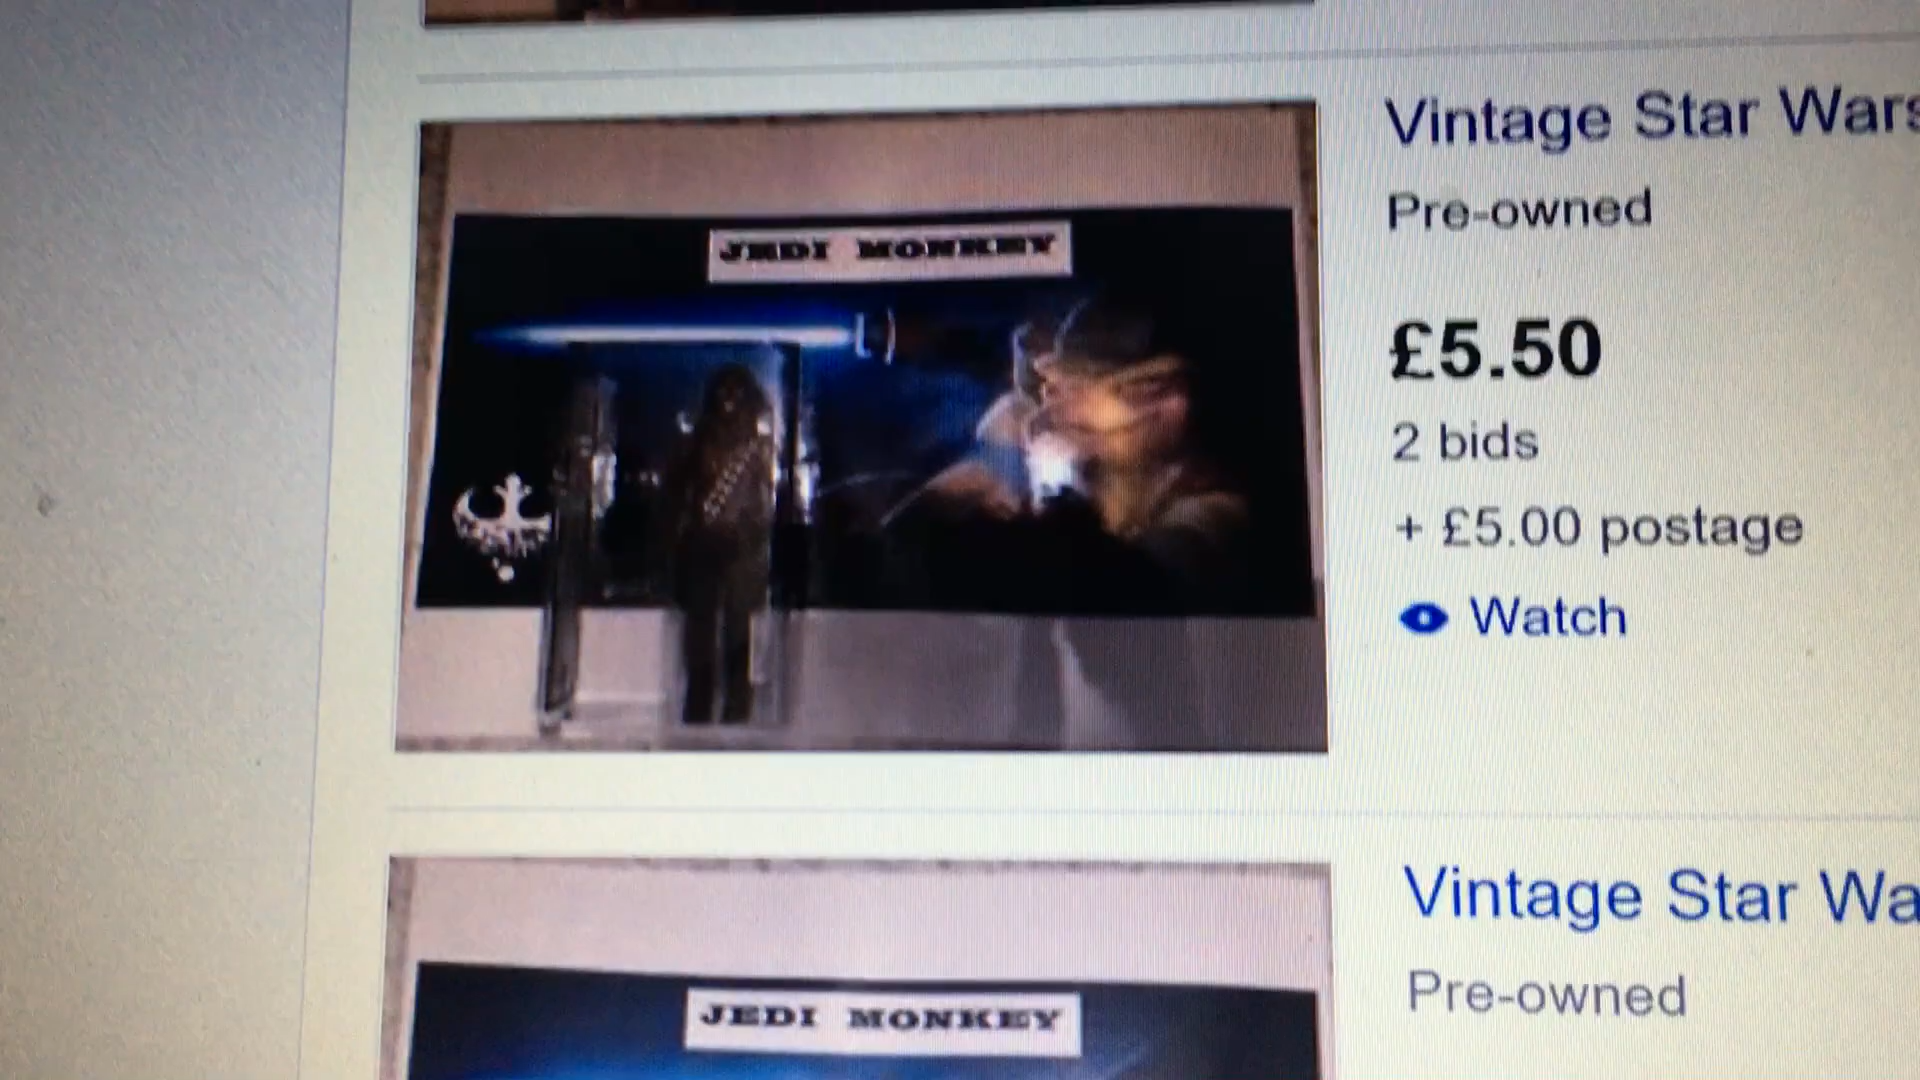 JEDI MONKEY
Vintage Star Wars
Pre-owned
£5.50
2 bids
+ £5.00 postage
Watch
JEDI MONKEY
Vintage Star Wa
Pre-owned